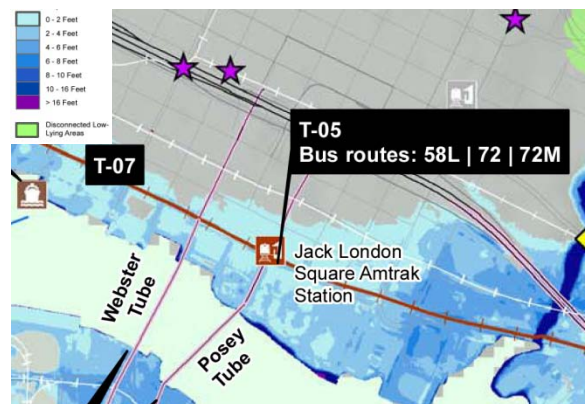 0 - 2 Feet
2 - 4 Feet
4 - 6 Feet
6 - 8 Feet
8 - 10 Feet
10 - 16 Feet
> 16 Feet
Disconnected Low-
Lying Areas
T-05
Bus routes: 58L | 72 | 72M
T-07
Jack London
Square Amtrak
Station
Webster
Tube
Posey
Tube